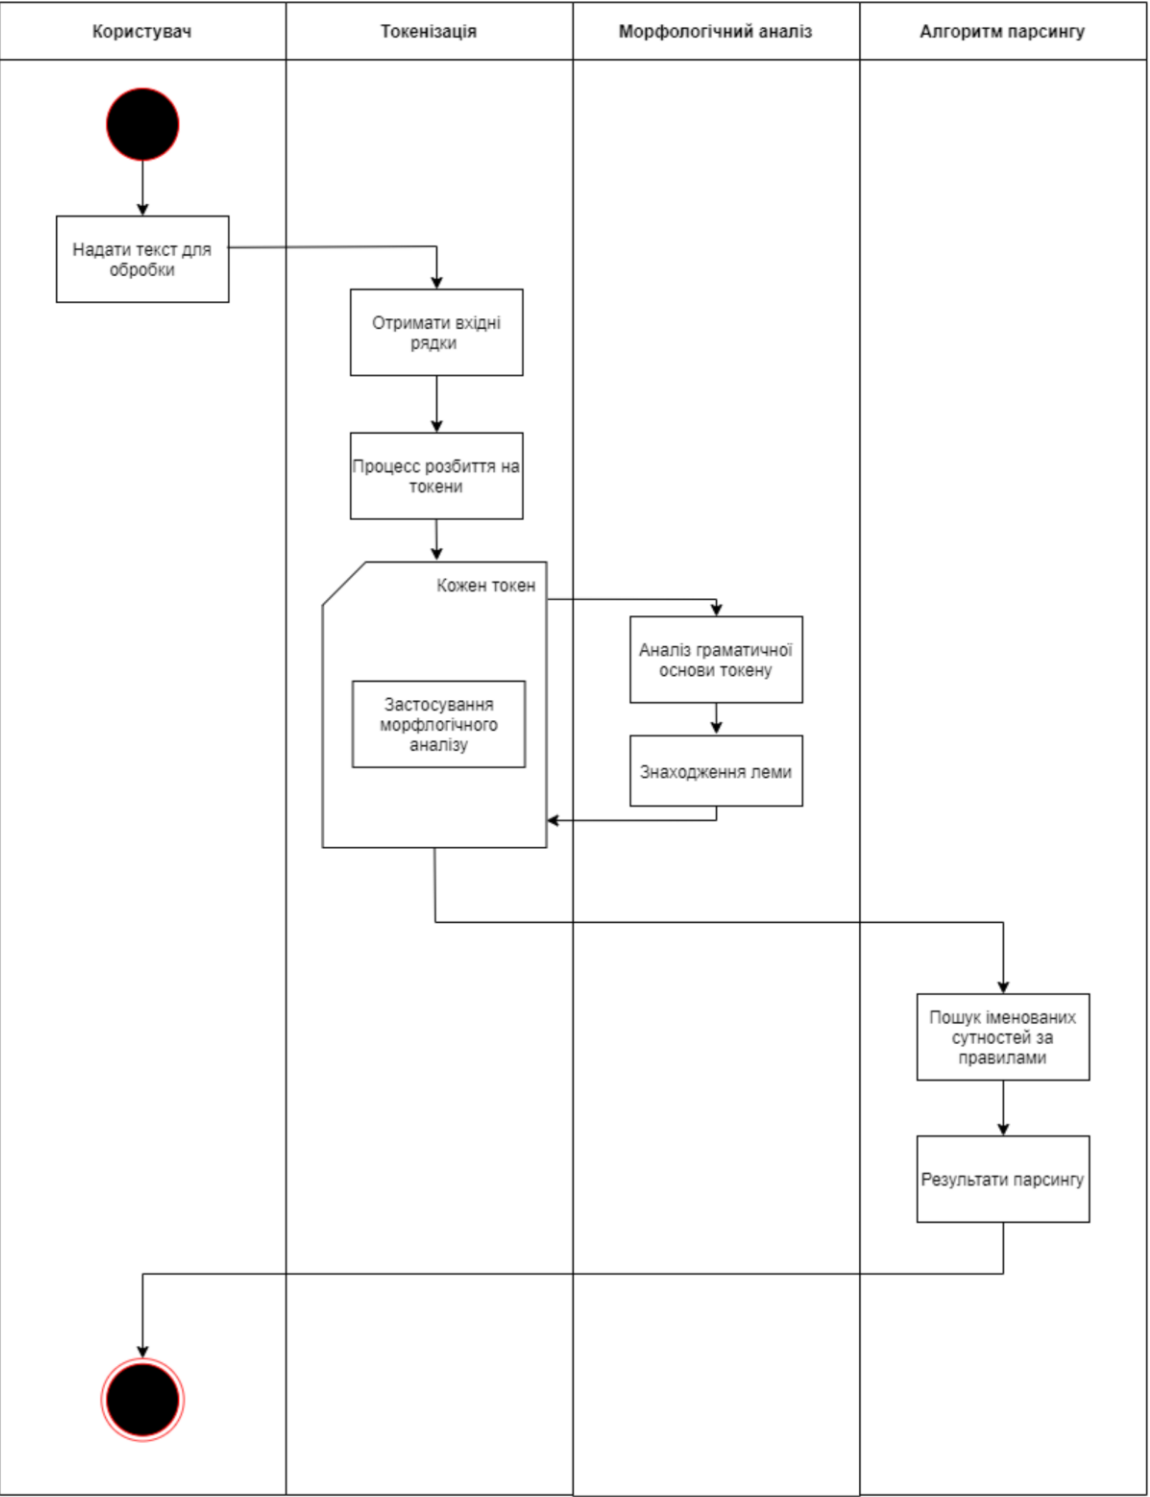 Користувач
Токенізація
Морфологічний аналіз
Алгоритм парсингу
Надати текст для
обробки
Отримати вхідні
рядки
Процесс розбиття на
токени
Кожен токен
Застосування
морфлогічного
аналізу
Аналіз граматичної
основи токену
Знаходження леми
Пошук іменованих
сутностей за
правилами
Результати парсингу